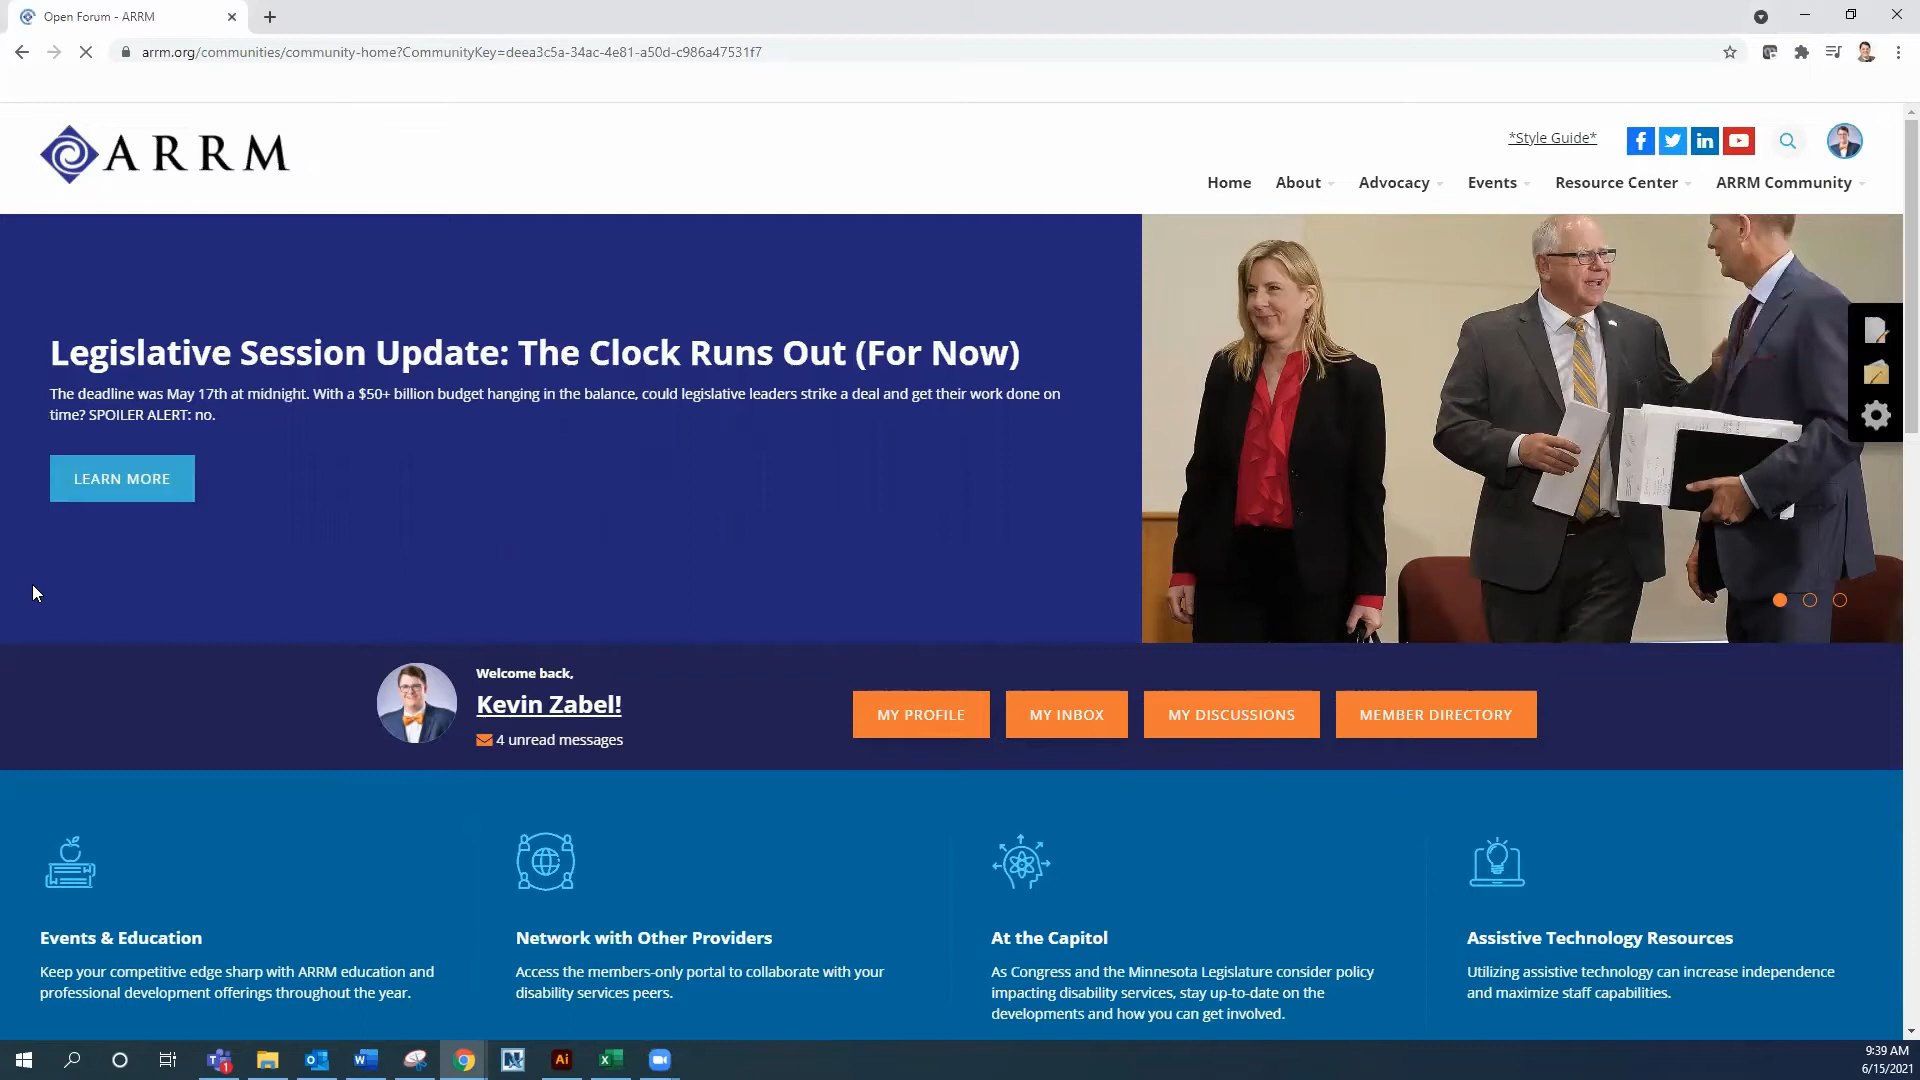 Open Forum - ARRM
arrm.org/communities/community-home?CommunityKey=deea3c5a-34ac-4e81-a50d-c986a47531f7
ARRM
*Style Guide*
Home About Advocacy Events Resource Center ARRM Community
Legislative Session Update: The Clock Runs Out (For Now)
The deadline was May 17th at midnight. With a $50+ billion budget hanging in the balance, could legislative leaders strike a deal and get their work done on
time? SPOILER ALERT: no.
LEARN MORE
Welcome back,
Kevin Zabel!
4 unread messages
MY PROFILE MY INBOX MY DISCUSSIONS MEMBER DIRECTORY
Events & Education
Keep your competitive edge sharp with ARRM education and
professional development offerings throughout the year.
Network with Other Providers
Access the members-only portal to collaborate with your
disability services peers.
At the Capitol
As Congress and the Minnesota Legislature consider policy
impacting disability services, stay up-to-date on the
developments and how you can get involved.
Assistive Technology Resources
Utilizing assistive technology can increase independence
and maximize staff capabilities.
9:39 AM
6/15/2021